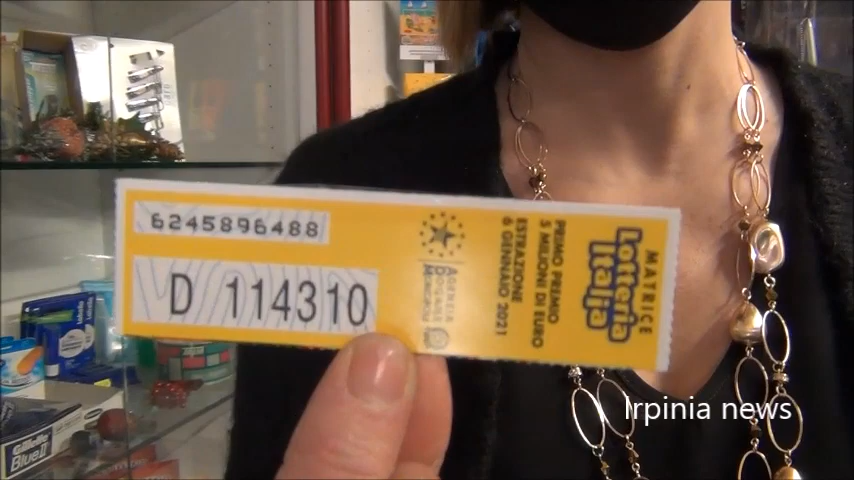 6245896488
D 114310
AGENCIA
DOGANE
MONOPOLI
MATRICE
Lotteria
Italia
PRIMO PREMIO
5 MILIONI DI EURO
ESTRAZIONE
6 GENNAIO 2021
Gillette
Blue II
Irpinia news